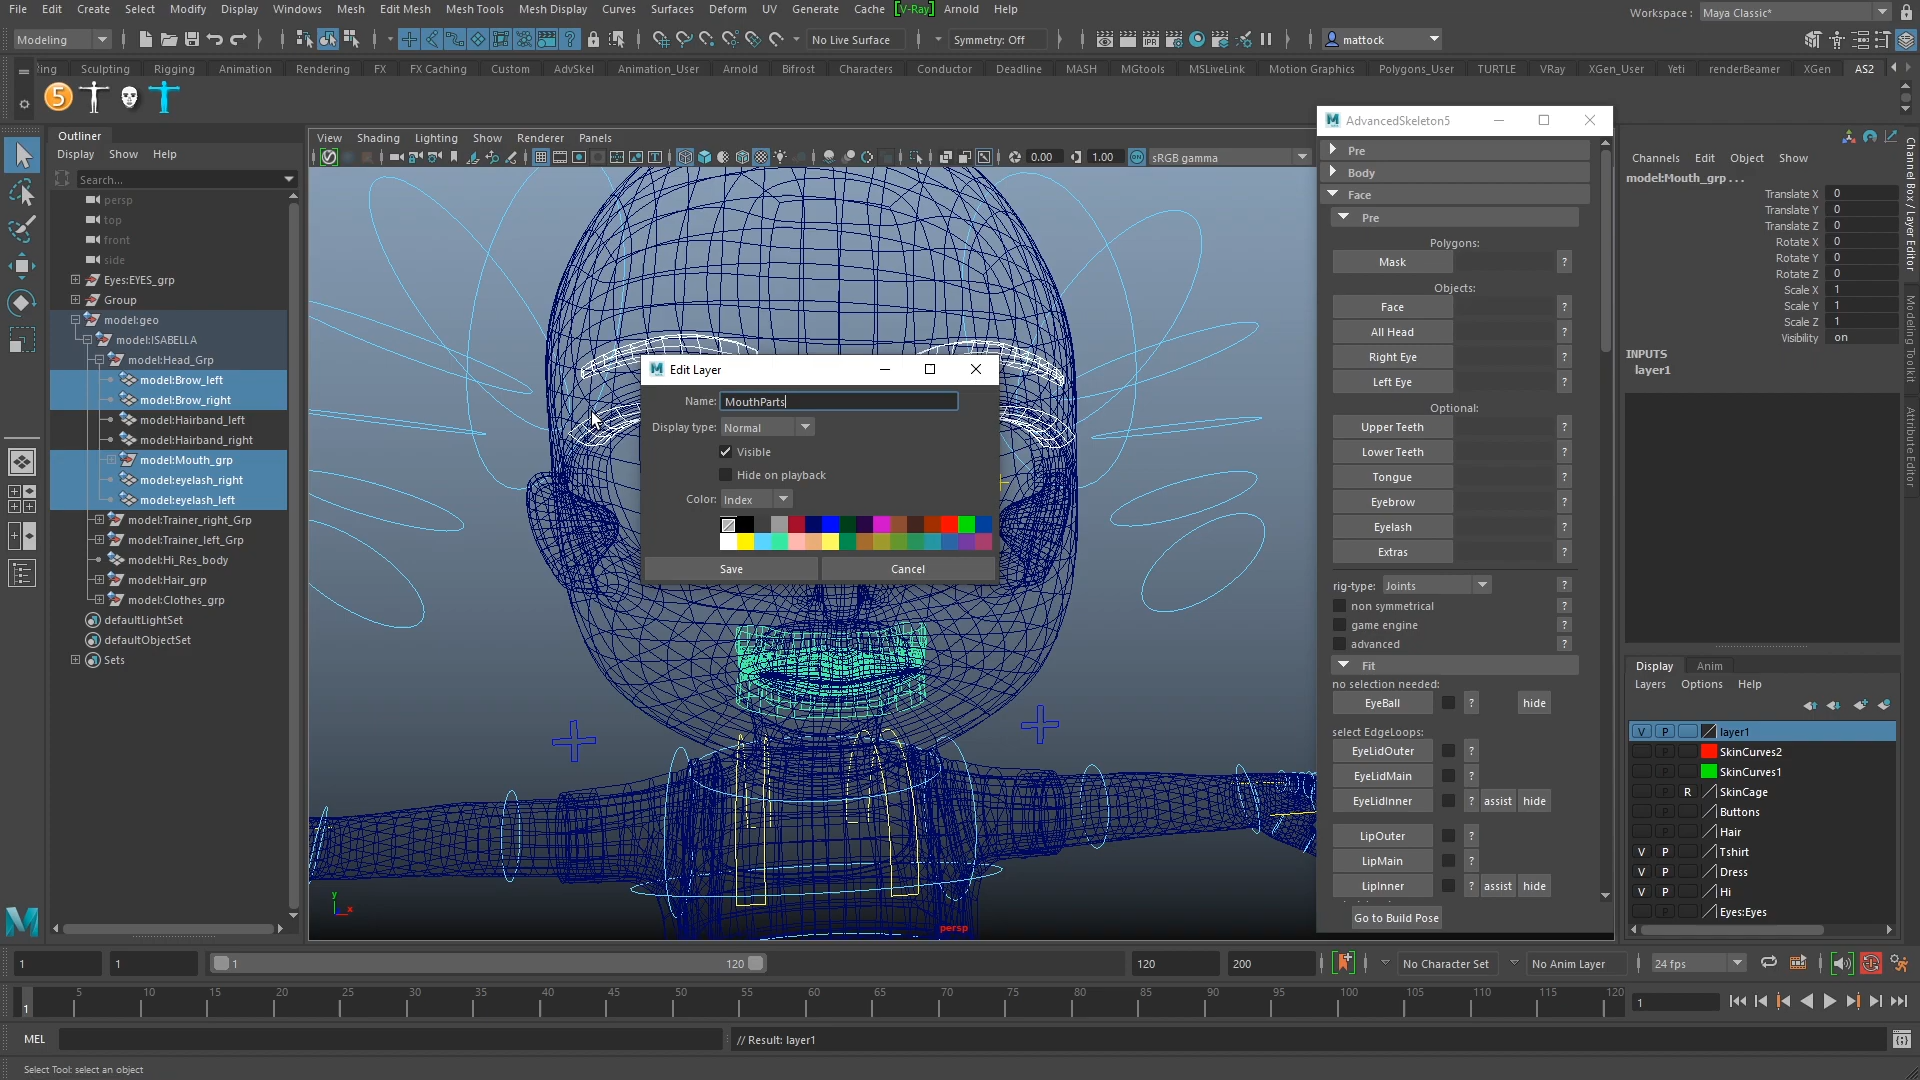 File Edit Create Select Modify Display Windows Mesh Edit Mesh Mesh Tools Mesh Display Curves Surfaces Deform UV Generate Cache [V-Ray] Arnold Help
Workspace : Maya Classic*
Modeling No Live Surface Symmetry: Off mattock
ing Sculpting Rigging Animation Rendering FX FX Caching Custom AdvSkel Animation_User Arnold Bifrost Characters Conductor Deadline MASH MGtools MSLiveLink Motion Graphics Polygons_User TURTLE VRay XGen_User Yeti renderBeamer XGen AS2
5
Outliner
Display Show Help
Search...
persp
top
front
side
Eyes:EYES_grp
Group
model:geo
model:ISABELLA
model:Head_Grp
model:Brow_left
model:Brow_right
model:Hairband_left
model:Hairband_right
model:Mouth_grp
model:eyelash_right
model:eyelash_left
model:Trainer_right_Grp
model:Trainer_left_Grp
model:Hi_Res_body
model:Hair_grp
model:Clothes_grp
defaultLightSet
defaultObjectSet
Sets
View Shading Lighting Show Renderer Panels
0.00 1.00 sRGB gamma
Edit Layer
Name: MouthParts
Display type: Normal
Visible
Hide on playback
Color: Index
Save Cancel
y
x
persp
AdvancedSkeleton5
Pre
Body
Face
Pre
Polygons:
Mask ?
Objects:
Face ?
All Head ?
Right Eye ?
Left Eye ?
Optional:
Upper Teeth ?
Lower Teeth ?
Tongue ?
Eyebrow ?
Eyelash ?
Extras ?
rig-type: Joints ?
non symmetrical ?
game engine ?
advanced ?
Fit
no selection needed:
EyeBall ? hide
select EdgeLoops:
EyeLidOuter ?
EyeLidMain ?
EyeLidInner ? assist hide
LipOuter ?
LipMain ?
LipInner ? assist hide
Go to Build Pose
Channels Edit Object Show
model:Mouth_grp . . .
Translate X 0
Translate Y 0
Translate Z 0
Rotate X 0
Rotate Y 0
Rotate Z 0
Scale X 1
Scale Y 1
Scale Z 1
Visibility on
INPUTS
layer1
Channel Box / Layer Editor
Modeling Toolkit
Attribute Editor
Display Anim
Layers Options Help
V P layer1
P SkinCurves2
P SkinCurves1
P R SkinCage
P Buttons
P Hair
V P Tshirt
V P Dress
V P Hi
P Eyes:Eyes
1 1 1 120 120 200 No Character Set No Anim Layer 24 fps
1 5 10 15 20 25 30 35 40 45 50 55 60 65 70 75 80 85 90 95 100 105 110 115 120 1
MEL // Result: layer1
Select Tool: select an object